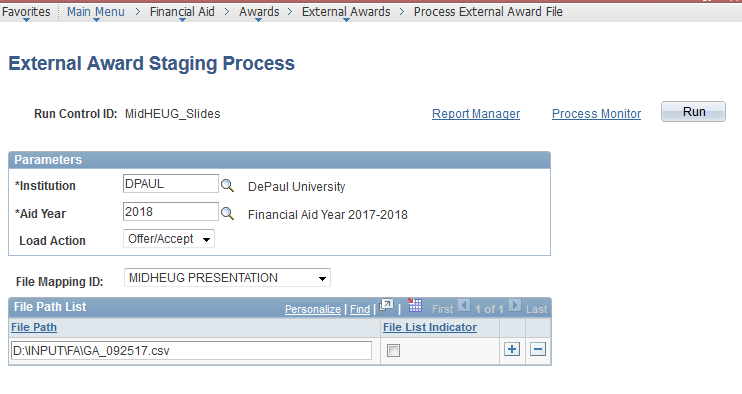 Favorites Main Menu > Financial Aid > Awards > External Awards > Process External Award File
External Award Staging Process
Run Control ID: MidHEUG_Slides Report Manager Process Monitor Run
Parameters
*Institution DPAUL DePaul University
*Aid Year 2018 Financial Aid Year 2017-2018
Load Action Offer/Accept
File Mapping ID: MIDHEUG PRESENTATION
File Path List Personalize | Find | | First 1 of 1 Last
File Path File List Indicator
D:\INPUT\FA\GA_092517.csv